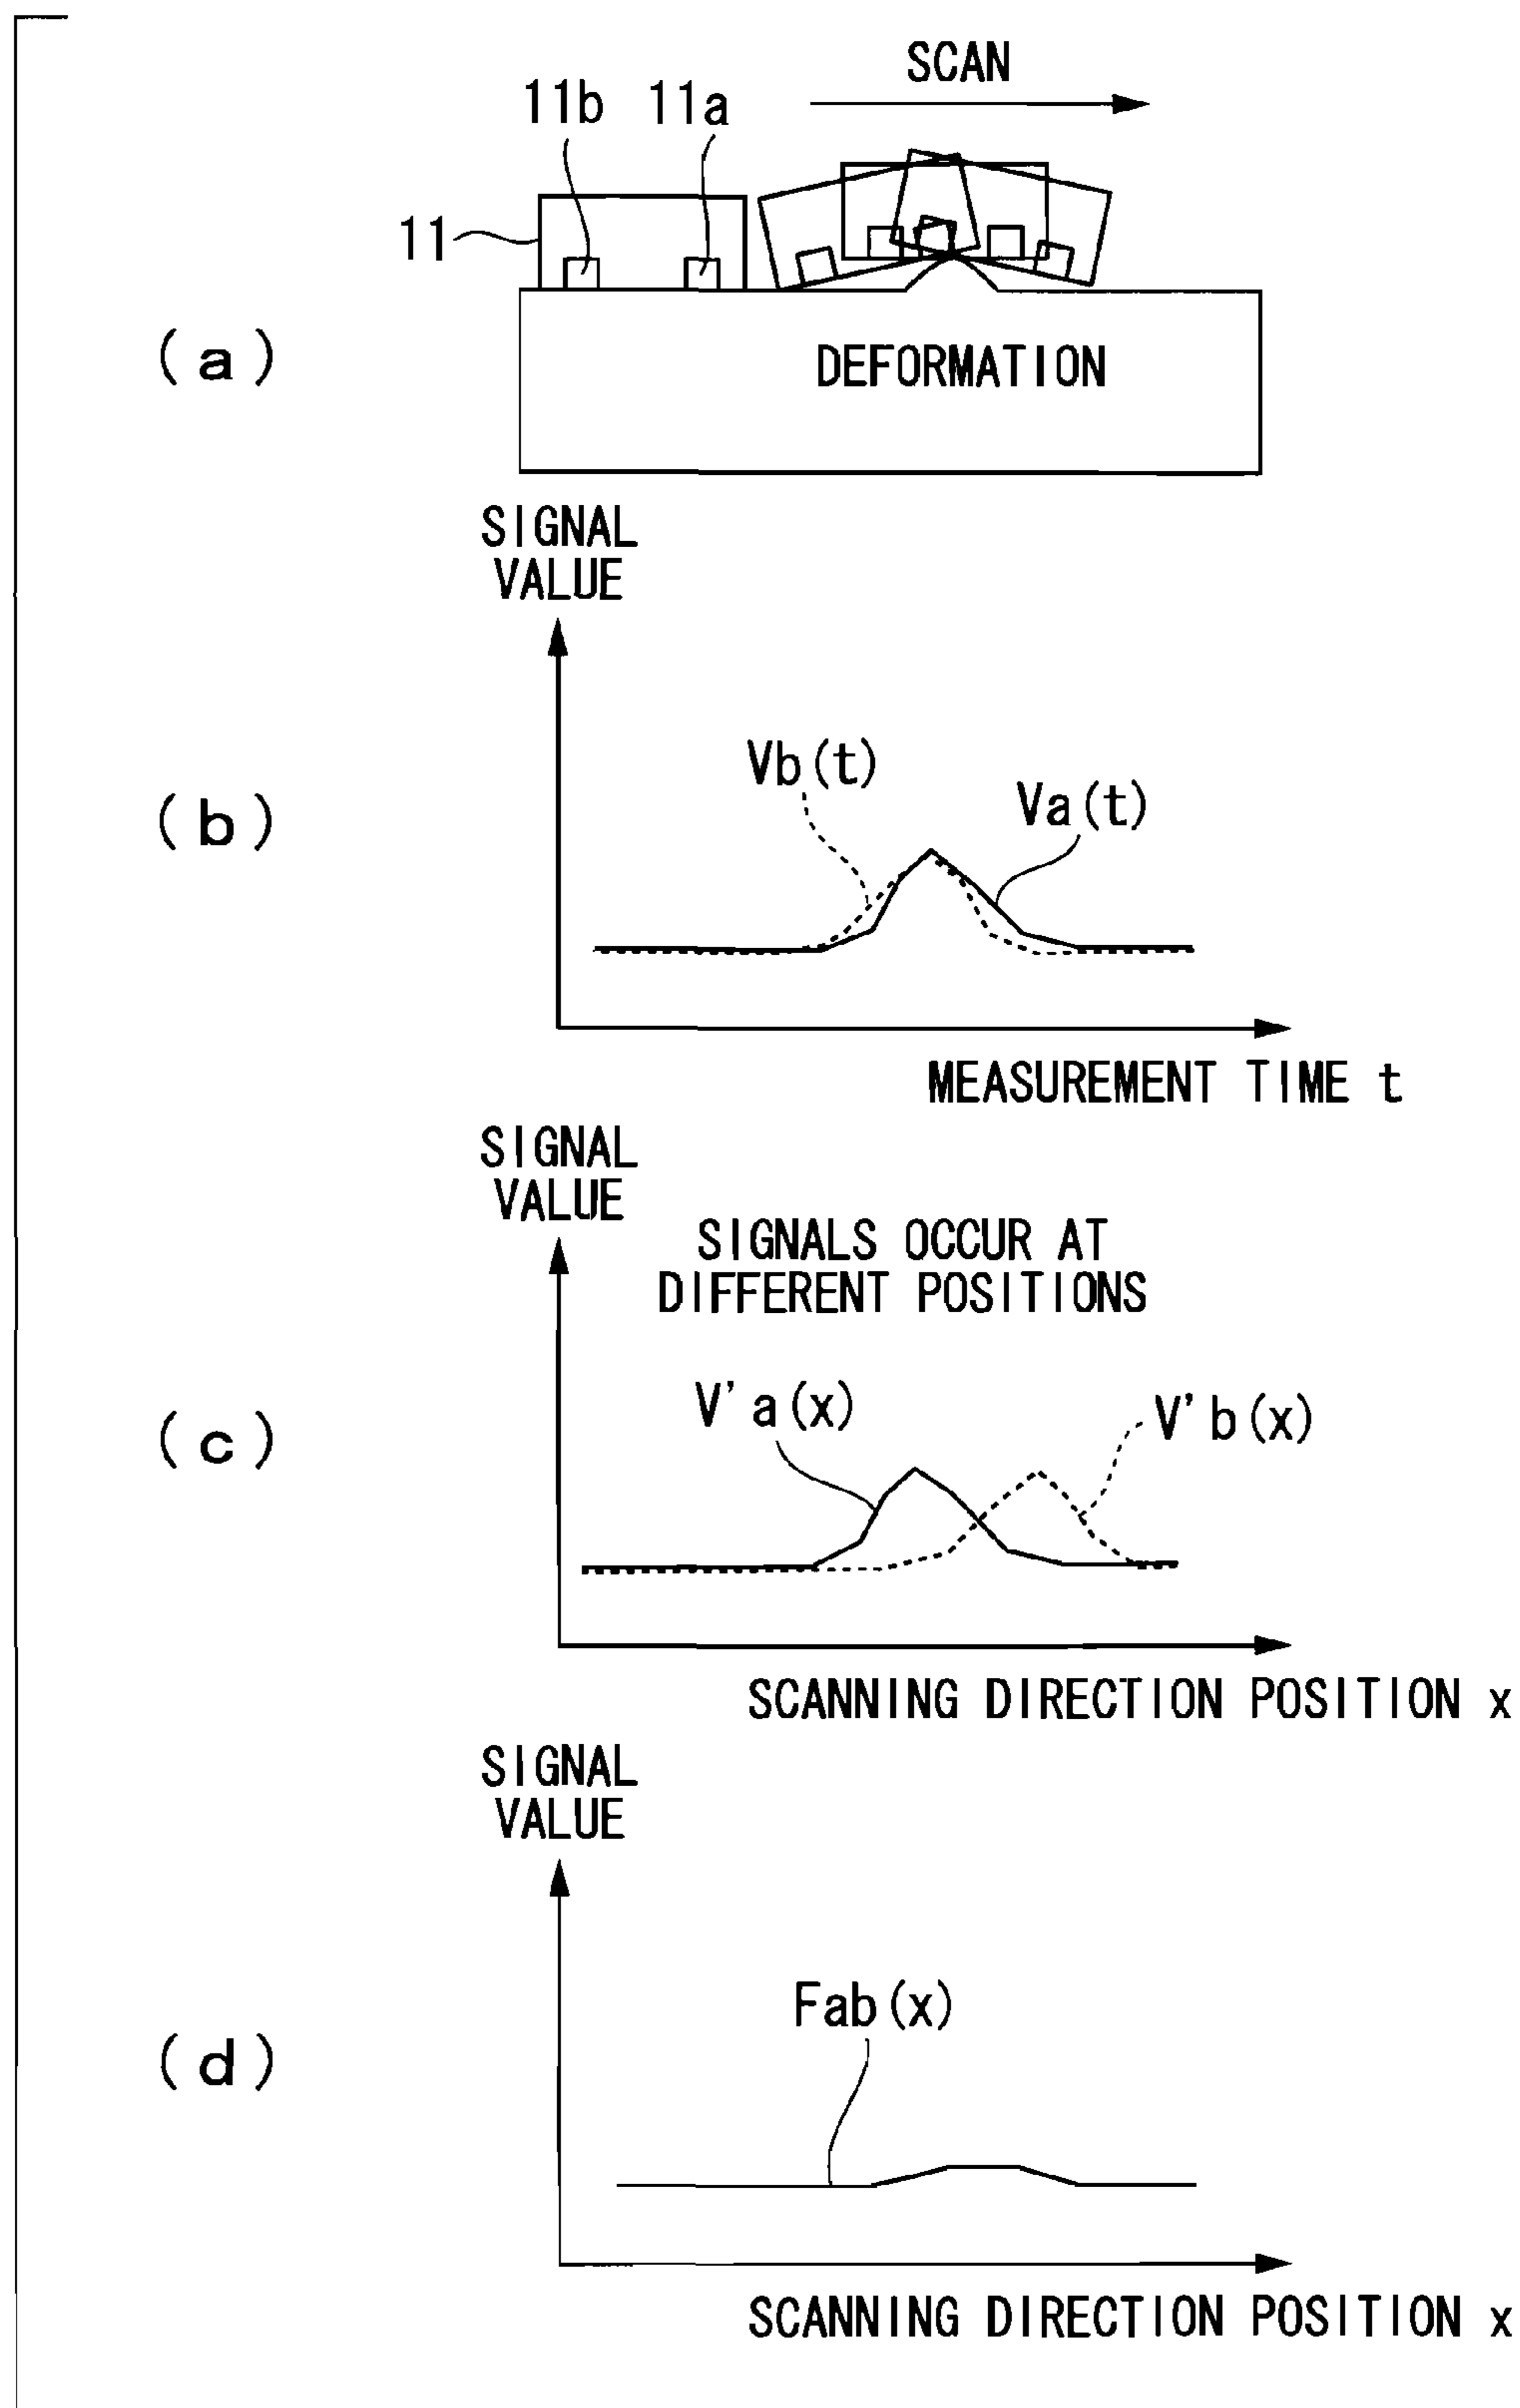 SCAN
11b 11a
11
(a)
DEFORMATION
SIGNAL
VALUE
Vb(t)
Va(t)
(b)
MEASUREMENT TIME t
SIGNAL
VALUE
SIGNALS OCCUR AT
DIFFERENT POSITIONS
V'a(x)
V'b(x)
(c)
SCANNING DIRECTION POSITION x
SIGNAL
VALUE
Fab(x)
(d)
SCANNING DIRECTION POSITION x